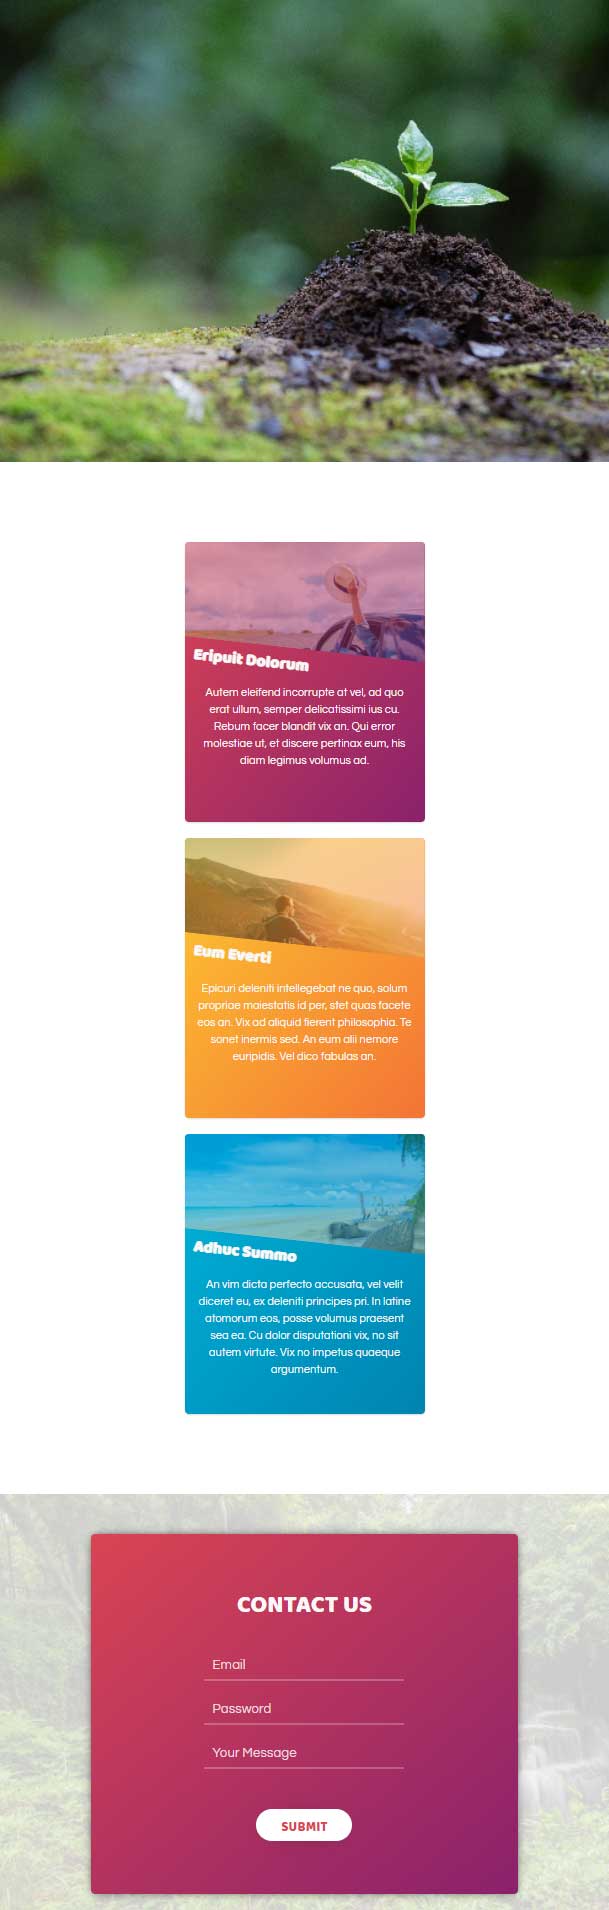 Eripuit Dolorum
Autem eleifend incorrupte at vel, ad quo
erat ullum, semper delicatissimi ius cu.
Rebum facer blandit vix an. Qui error
molestiae ut, et discere pertinax eum, his
diam legimus volumus ad.
Eum Everti
Epicuri deleniti intellegebat ne quo, solum
propriae maiestatis id per, stet quas facete
eos an. Vix ad aliquid fierent philosophia. Te
sonet inermis sed. An eum alii nemore
euripidis. Vel dico fabulas an.
Adhuc Summo
An vim dicta perfecto accusata, vel velit
diceret eu, ex deleniti principes pri. In latine
atomorum eos, posse volumus praesent
sea ea. Cu dolor disputationi vix, no sit
autem virtute. Vix no impetus quaeque
argumentum.
CONTACT US
Email
Password
Your Message
SUBMIT